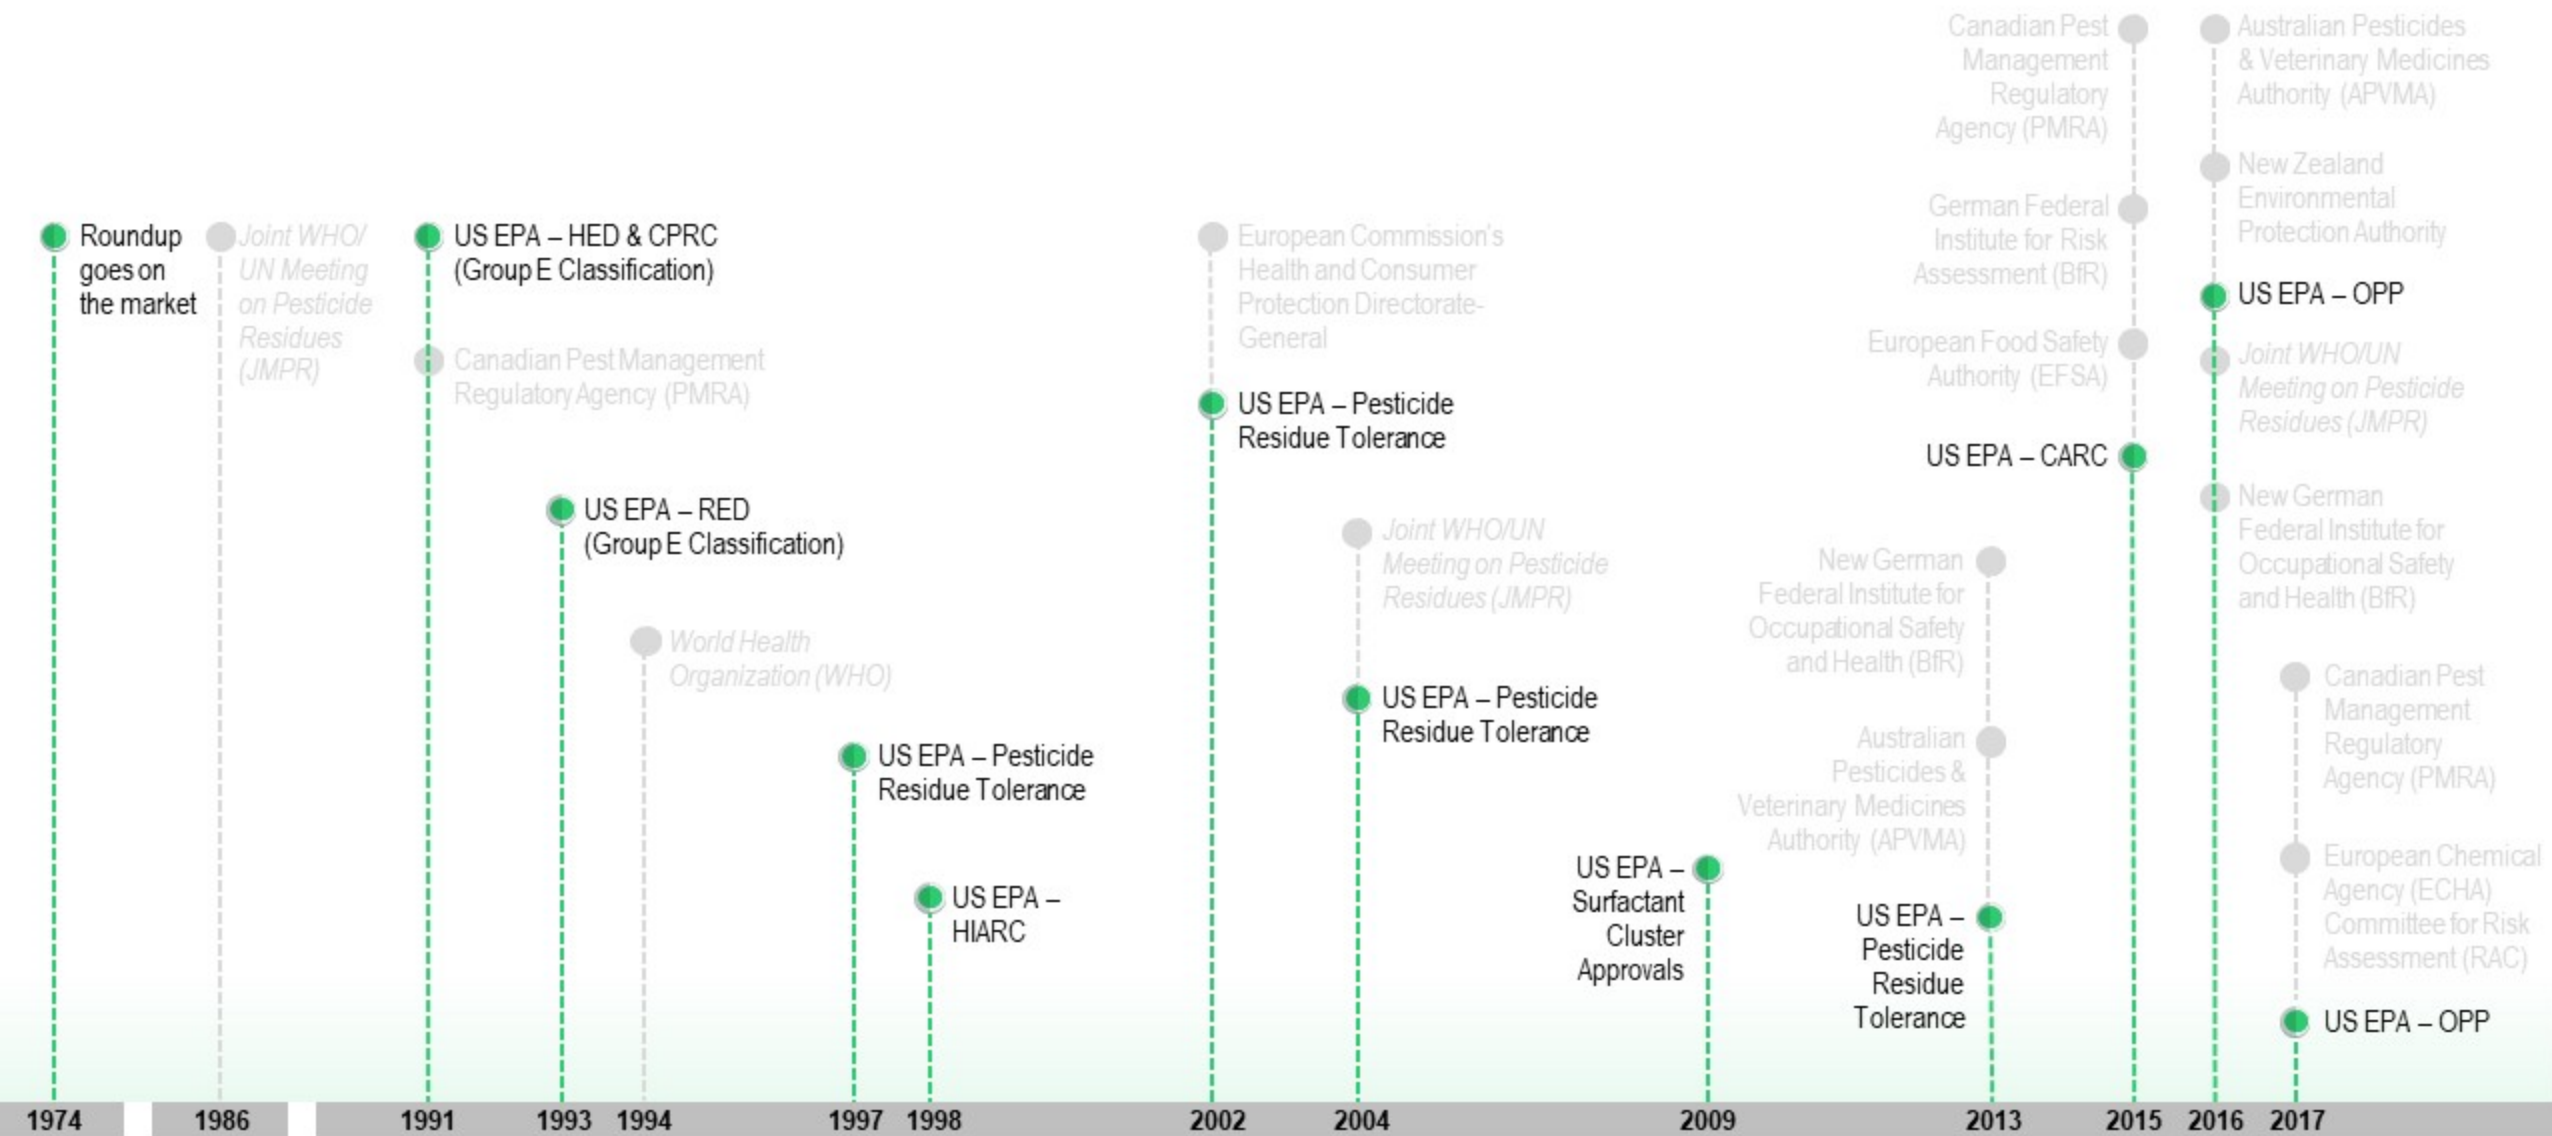 Roundup
goes on
the market
Joint WHO/
UN Meeting
on Pesticide
Residues
(JMPR)
US EPA – HED & CPRC
(Group E Classification)
Canadian Pest Management
Regulatory Agency (PMRA)
US EPA – RED
(Group E Classification)
World Health
Organization (WHO)
US EPA – Pesticide
Residue Tolerance
US EPA –
HIARC
European Commission's
Health and Consumer
Protection Directorate-
General
US EPA – Pesticide
Residue Tolerance
Joint WHO/UN
Meeting on Pesticide
Residues (JMPR)
US EPA – Pesticide
Residue Tolerance
US EPA –
Surfactant
Cluster
Approvals
New German
Federal Institute for
Occupational Safety
and Health (BfR)
Australian
Pesticides &
Veterinary Medicines
Authority (APVMA)
US EPA –
Pesticide
Residue
Tolerance
Canadian Pest
Management
Regulatory
Agency (PMRA)
German Federal
Institute for Risk
Assessment (BfR)
European Food Safety
Authority (EFSA)
US EPA – CARC
Australian Pesticides
& Veterinary Medicines
Authority (APVMA)
New Zealand
Environmental
Protection Authority
US EPA – OPP
Joint WHO/UN
Meeting on Pesticide
Residues (JMPR)
New German
Federal Institute for
Occupational Safety
and Health (BfR)
Canadian Pest
Management
Regulatory
Agency (PMRA)
European Chemical
Agency (ECHA)
Committee for Risk
Assessment (RAC)
US EPA – OPP
1974 1986 1991 1993 1994 1997 1998 2002 2004 2009 2013 2015 2016 2017